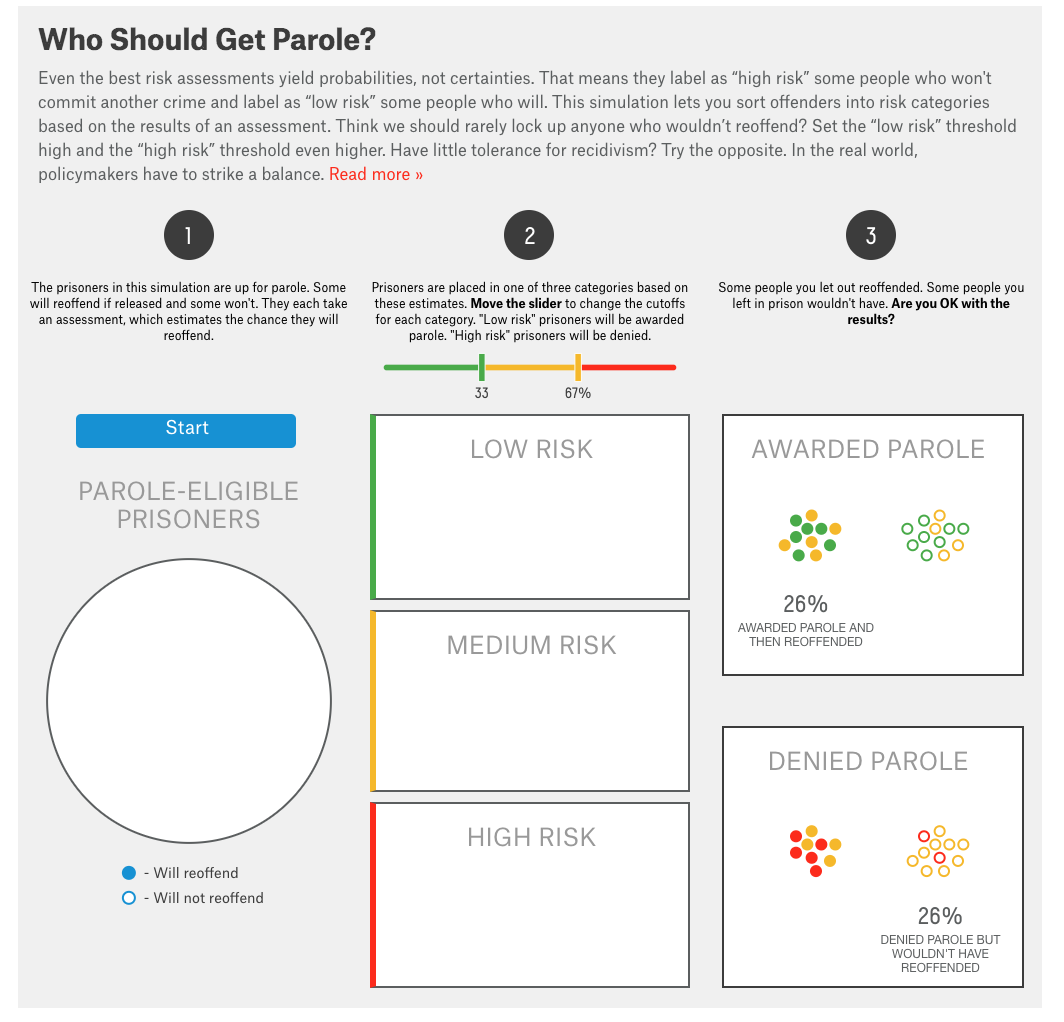 Who Should Get Parole?
Even the best risk assessments yield probabilities, not certainties. That means they label as “high risk” some people who won't
commit another crime and label as “low risk” some people who will. This simulation lets you sort offenders into risk categories
based on the results of an assessment. Think we should rarely lock up anyone who wouldn’t reoffend? Set the “low risk” threshold
high and the “high risk” threshold even higher. Have little tolerance for recidivism? Try the opposite. In the real world,
policymakers have to strike a balance. Read more »
1
The prisoners in this simulation are up for parole. Some
will reoffend if released and some won't. They each take
an assessment, which estimates the chance they will
reoffend.
Start
PAROLE-ELIGIBLE
PRISONERS
- Will reoffend
- Will not reoffend
2
Prisoners are placed in one of three categories based on
these estimates. Move the slider to change the cutoffs
for each category. "Low risk" prisoners will be awarded
parole. "High risk" prisoners will be denied.
33
67%
LOW RISK
MEDIUM RISK
HIGH RISK
3
Some people you let out reoffended. Some people you
left in prison wouldn't have. Are you OK with the
results?
AWARDED PAROLE
26%
AWARDED PAROLE AND
THEN REOFFENDED
DENIED PAROLE
26%
DENIED PAROLE BUT
WOULDN'T HAVE
REOFFENDED